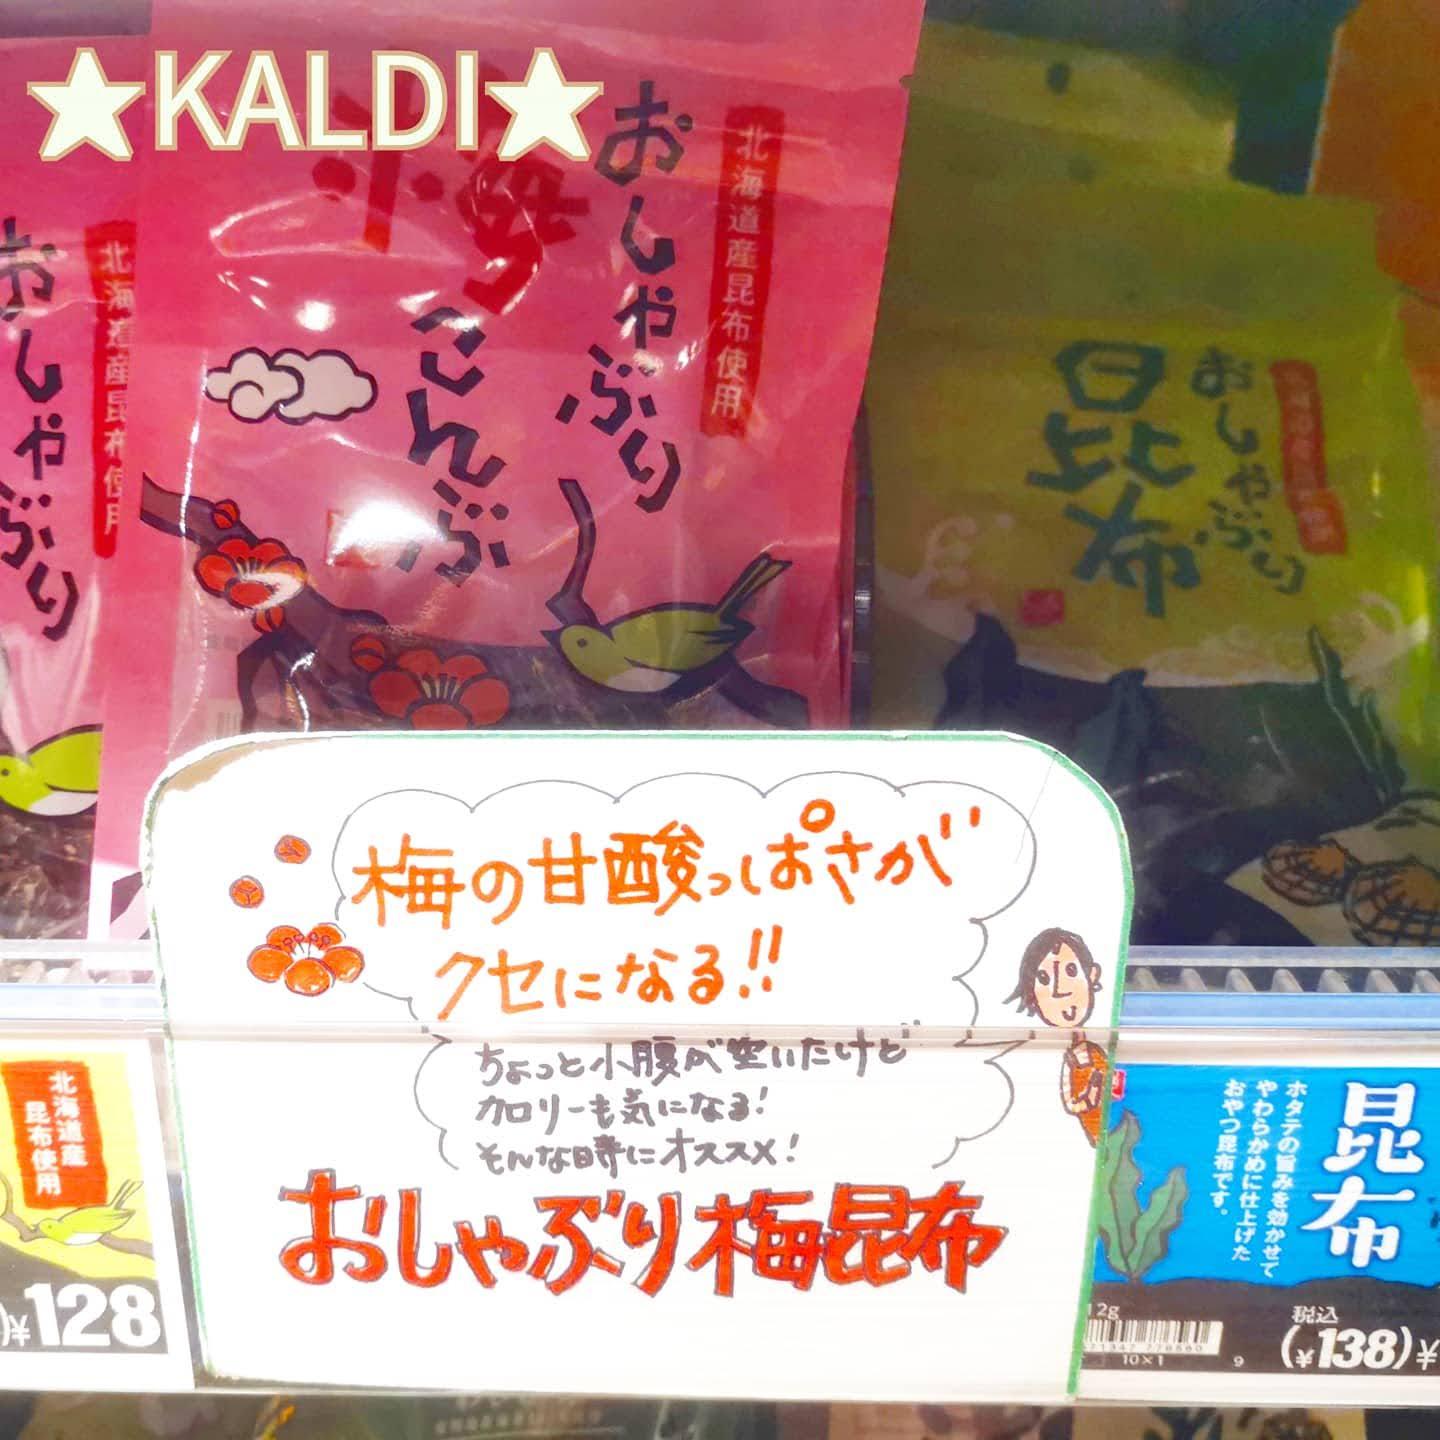 ★KALDI★
北海道産昆布使用
おしゃぶり
梅
こんぶ
北海道産昆布使用
おしゃぶり
おしゃぶり
昆布
梅の甘酸っぱさが
クセになる!!
ちょっと小腹が空いたけど
カロリーも気になる!
そんな時にオススメ!
おしゃぶり梅昆布
北海道産
昆布使用
)¥128
昆布
ホタテの旨みを効かせて
やわらかめに仕上げた
おやつ昆布です。
12g
10×1
9
税込
(¥138)¥